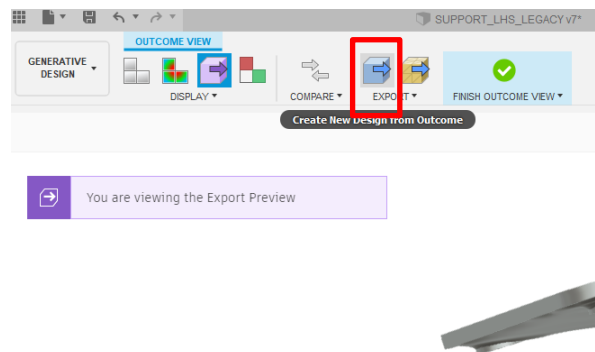 SUPPORT_LHS_LEGACY v7*
OUTCOME VIEW
GENERATIVE
DESIGN
DISPLAY
COMPARE
EXPORT
FINISH OUTCOME VIEW
Create New Design from Outcome
You are viewing the Export Preview